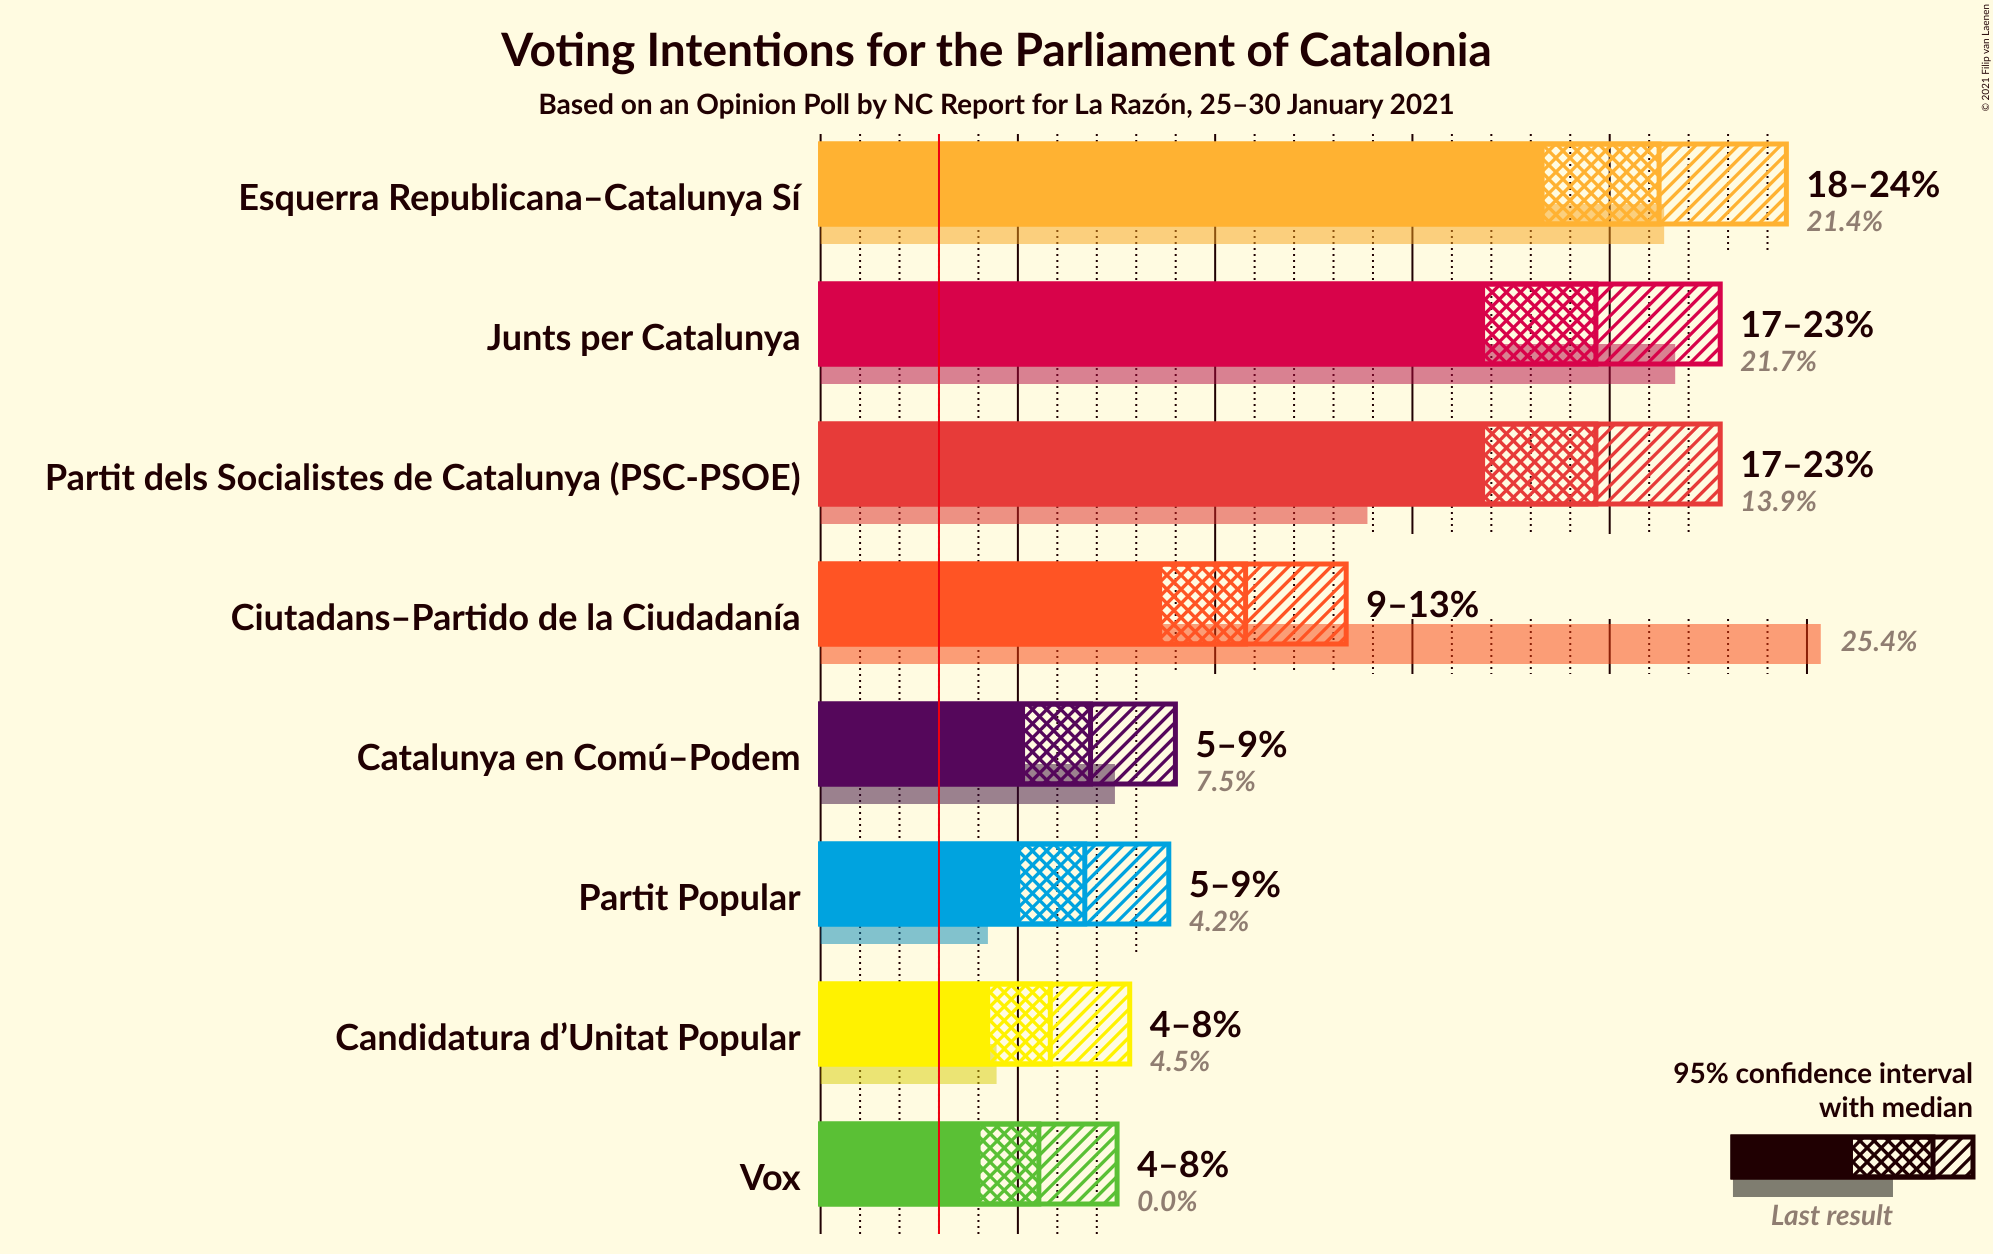 Voting Intentions for the Parliament of Catalonia
Based on an Opinion Poll by NC Report for La Razón, 25–30 January 2021
© 2021 Filip van Laenen
Esquerra Republicana–Catalunya Sí
18–24%
21.4%
Junts per Catalunya
17–23%
21.7%
Partit dels Socialistes de Catalunya (PSC-PSOE)
17–23%
13.9%
Ciutadans–Partido de la Ciudadanía
9–13%
25.4%
Catalunya en Comú–Podem
5–9%
7.5%
Partit Popular
5–9%
4.2%
Candidatura d’Unitat Popular
4–8%
4.5%
Vox
4–8%
0.0%
95% confidence interval
with median
Last result